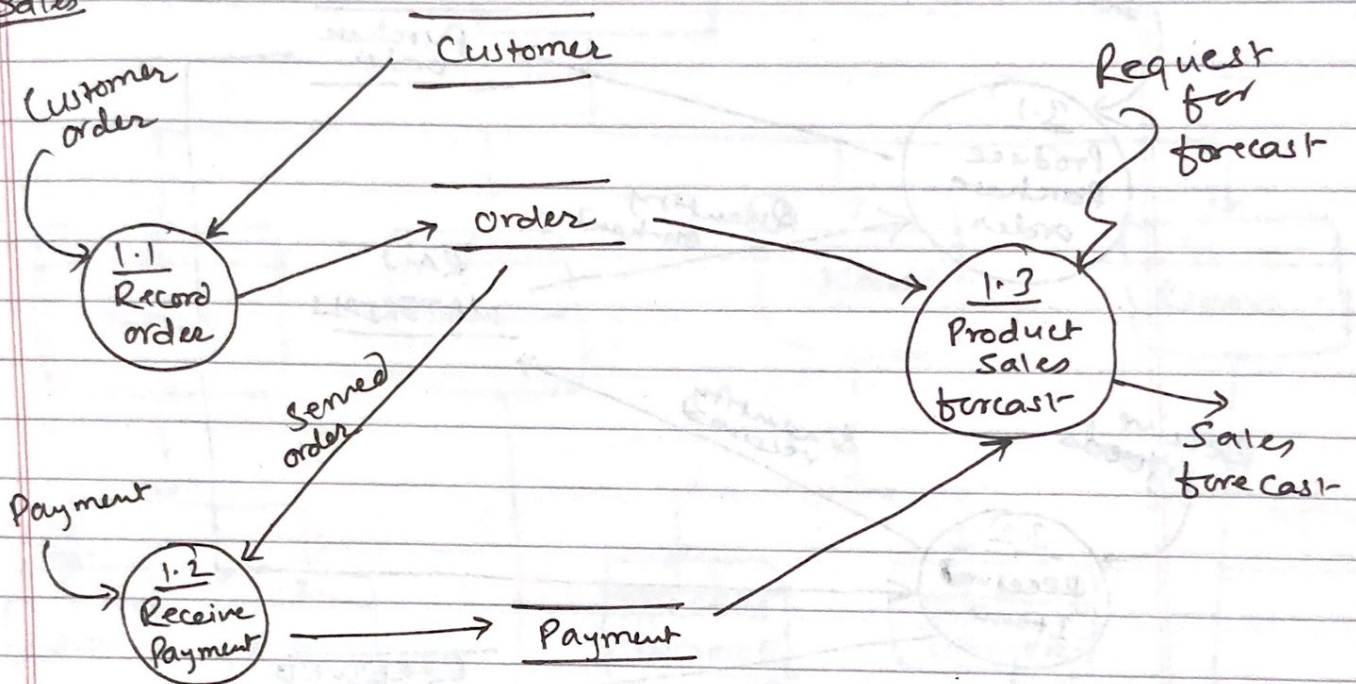 Sales
Customer
Customer
order
Request
for
forecast
order
1.1
Record
order
1.3
Product
Sales
forcast
served
order
Sales
forecast
Payment
1.2
Receive
Payment
Payment